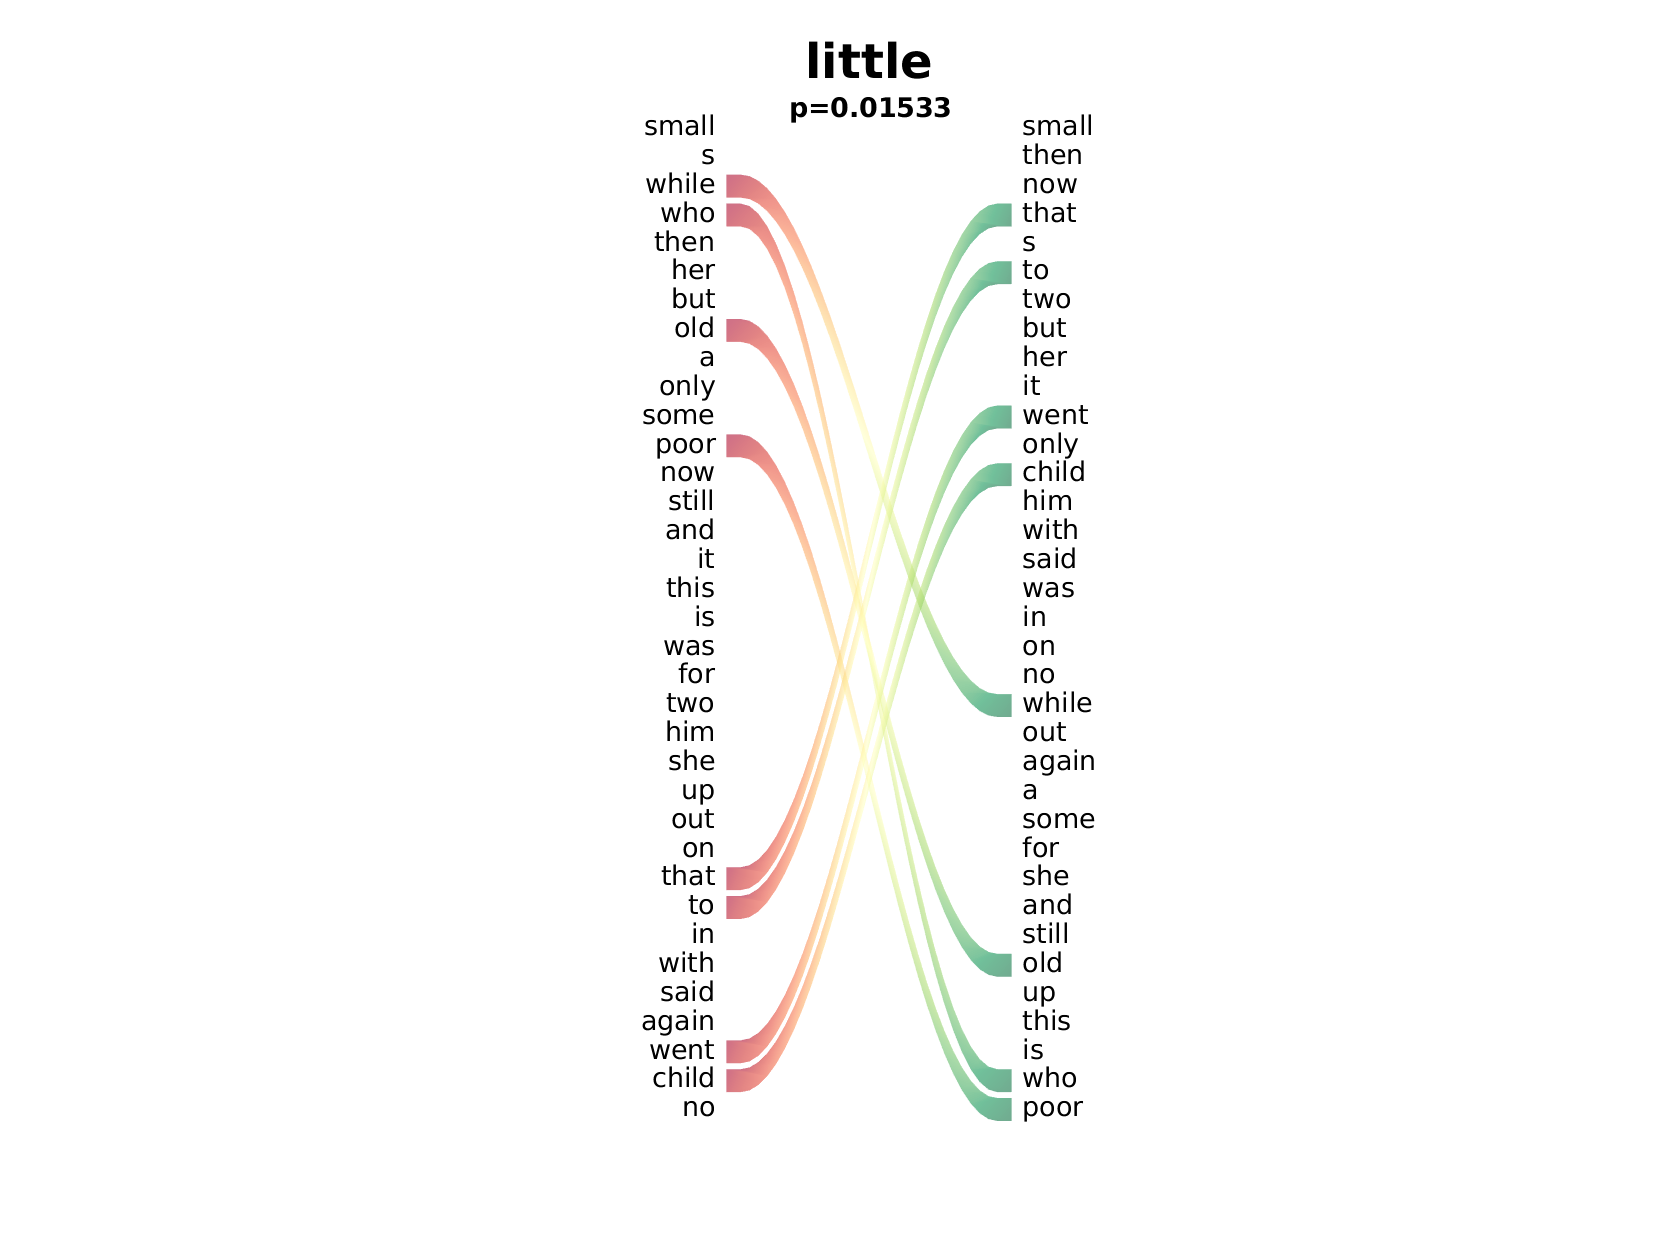 little
p=0.01533
small small
s then
while now
who that
then s
her to
but two
old but
a her
only it
some went
poor only
now child
still him
and with
it said
this was
is in
was on
for no
two while
him out
she again
up a
out some
on for
that she
to and
in still
with old
said up
again this
went is
child who
no poor